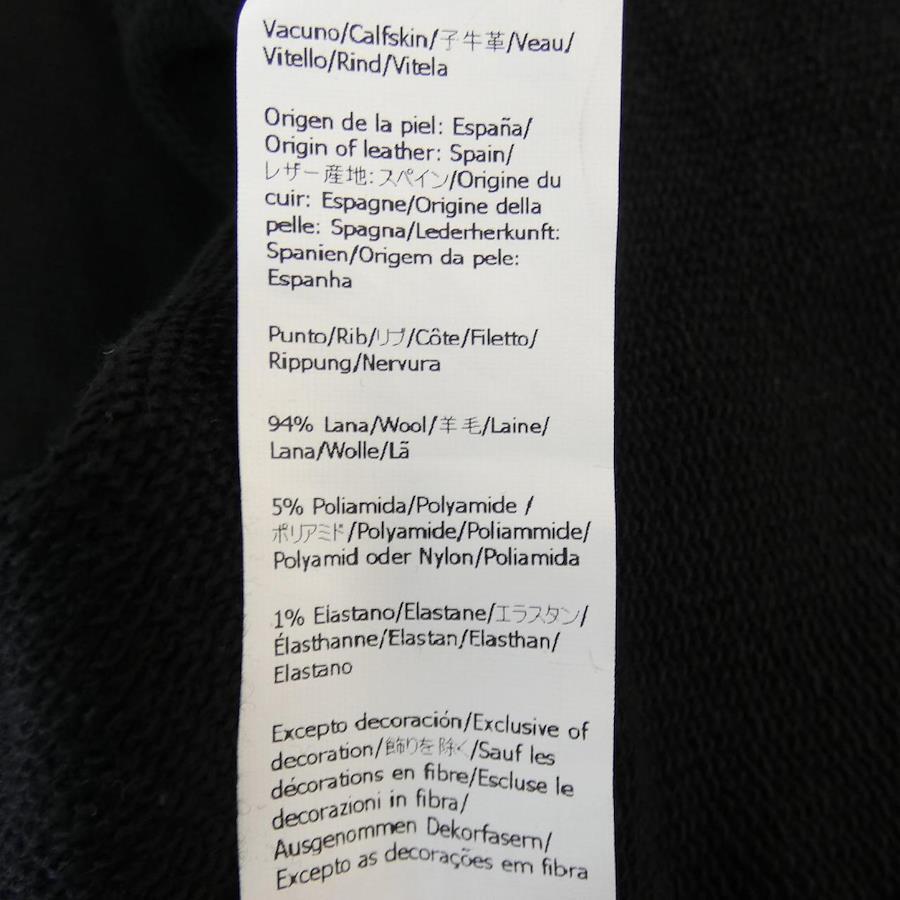 Vacuno/Calfskin/子牛革/Veau/
Vitello/Rind/Vitela
Origen de la piel: España/
Origin of leather: Spain/
レザー産地:スペイン/Origine du
cuir: Espagne/Origine della
pelle: Spagna/Lederherkunft:
Spanien/Origem da pele:
Espanha
Punto/Rib/リブ/Côte/Filetto/
Rippung/Nervura
94% Lana/Wool/羊毛/Laine/
Lana/Wolle/Lã
5% Poliamida/Polyamide /
ポリアミド/Polyamide/Poliammide/
Polyamid oder Nylon/Poliamida
1% Elastano/Elastane/エラスタン/
Élasthanne/Elastan/Elasthan/
Elastano
Excepto decoración/Exclusive of
decoration/飾りを除く/Sauf les
décorations en fibre/Escluse le
decorazioni in fibra/
Ausgenommen Dekorfasern/
Excepto as decorações em fibra